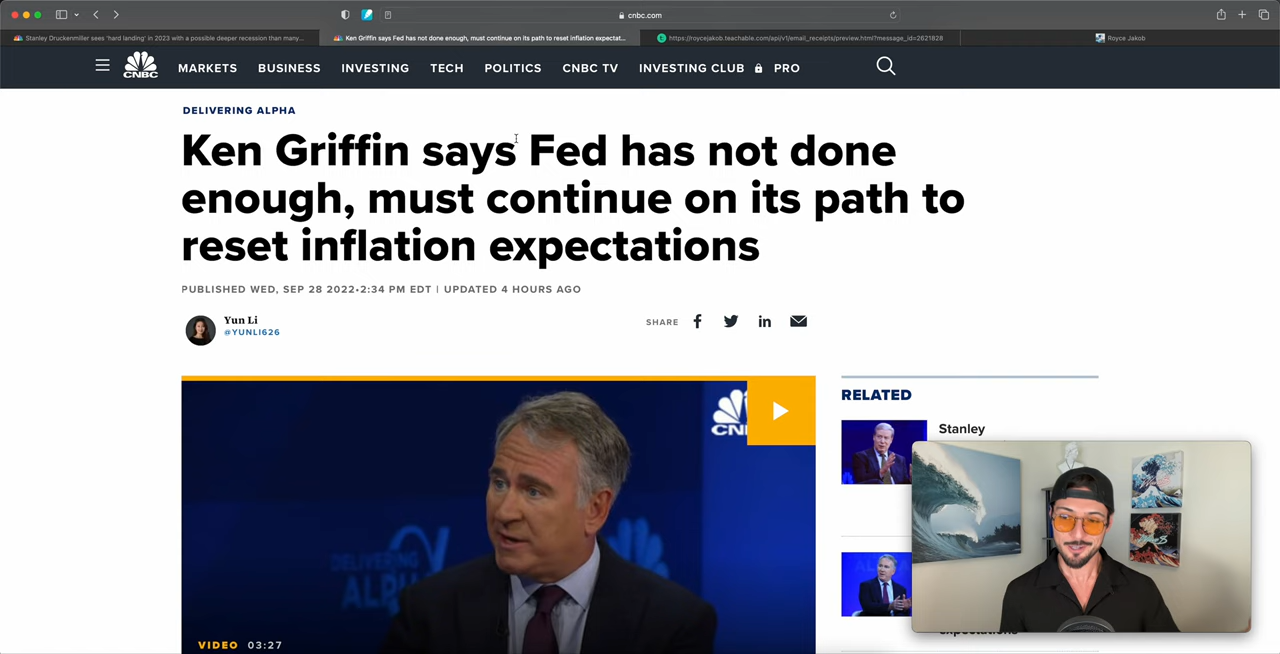 cnbc.com
Stanley Druckenmiller sees 'hard landing' in 2023 with a possible deeper recession than many...
Ken Griffin says Fed has not done enough, must continue on its path to reset inflation expectat...
https://roycejakob.teachable.com/api/v1/email_receipts/preview.html?message_id=2621828
Royce Jakob
CNBC
MARKETS BUSINESS INVESTING TECH POLITICS CNBC TV INVESTING CLUB PRO
DELIVERING ALPHA
Ken Griffin says Fed has not done
enough, must continue on its path to
reset inflation expectations
PUBLISHED WED, SEP 28 2022•2:34 PM EDT | UPDATED 4 HOURS AGO
Yun Li
@YUNLI626
SHARE
RELATED
Stanley
DELIVERING
VIDEO 03:27